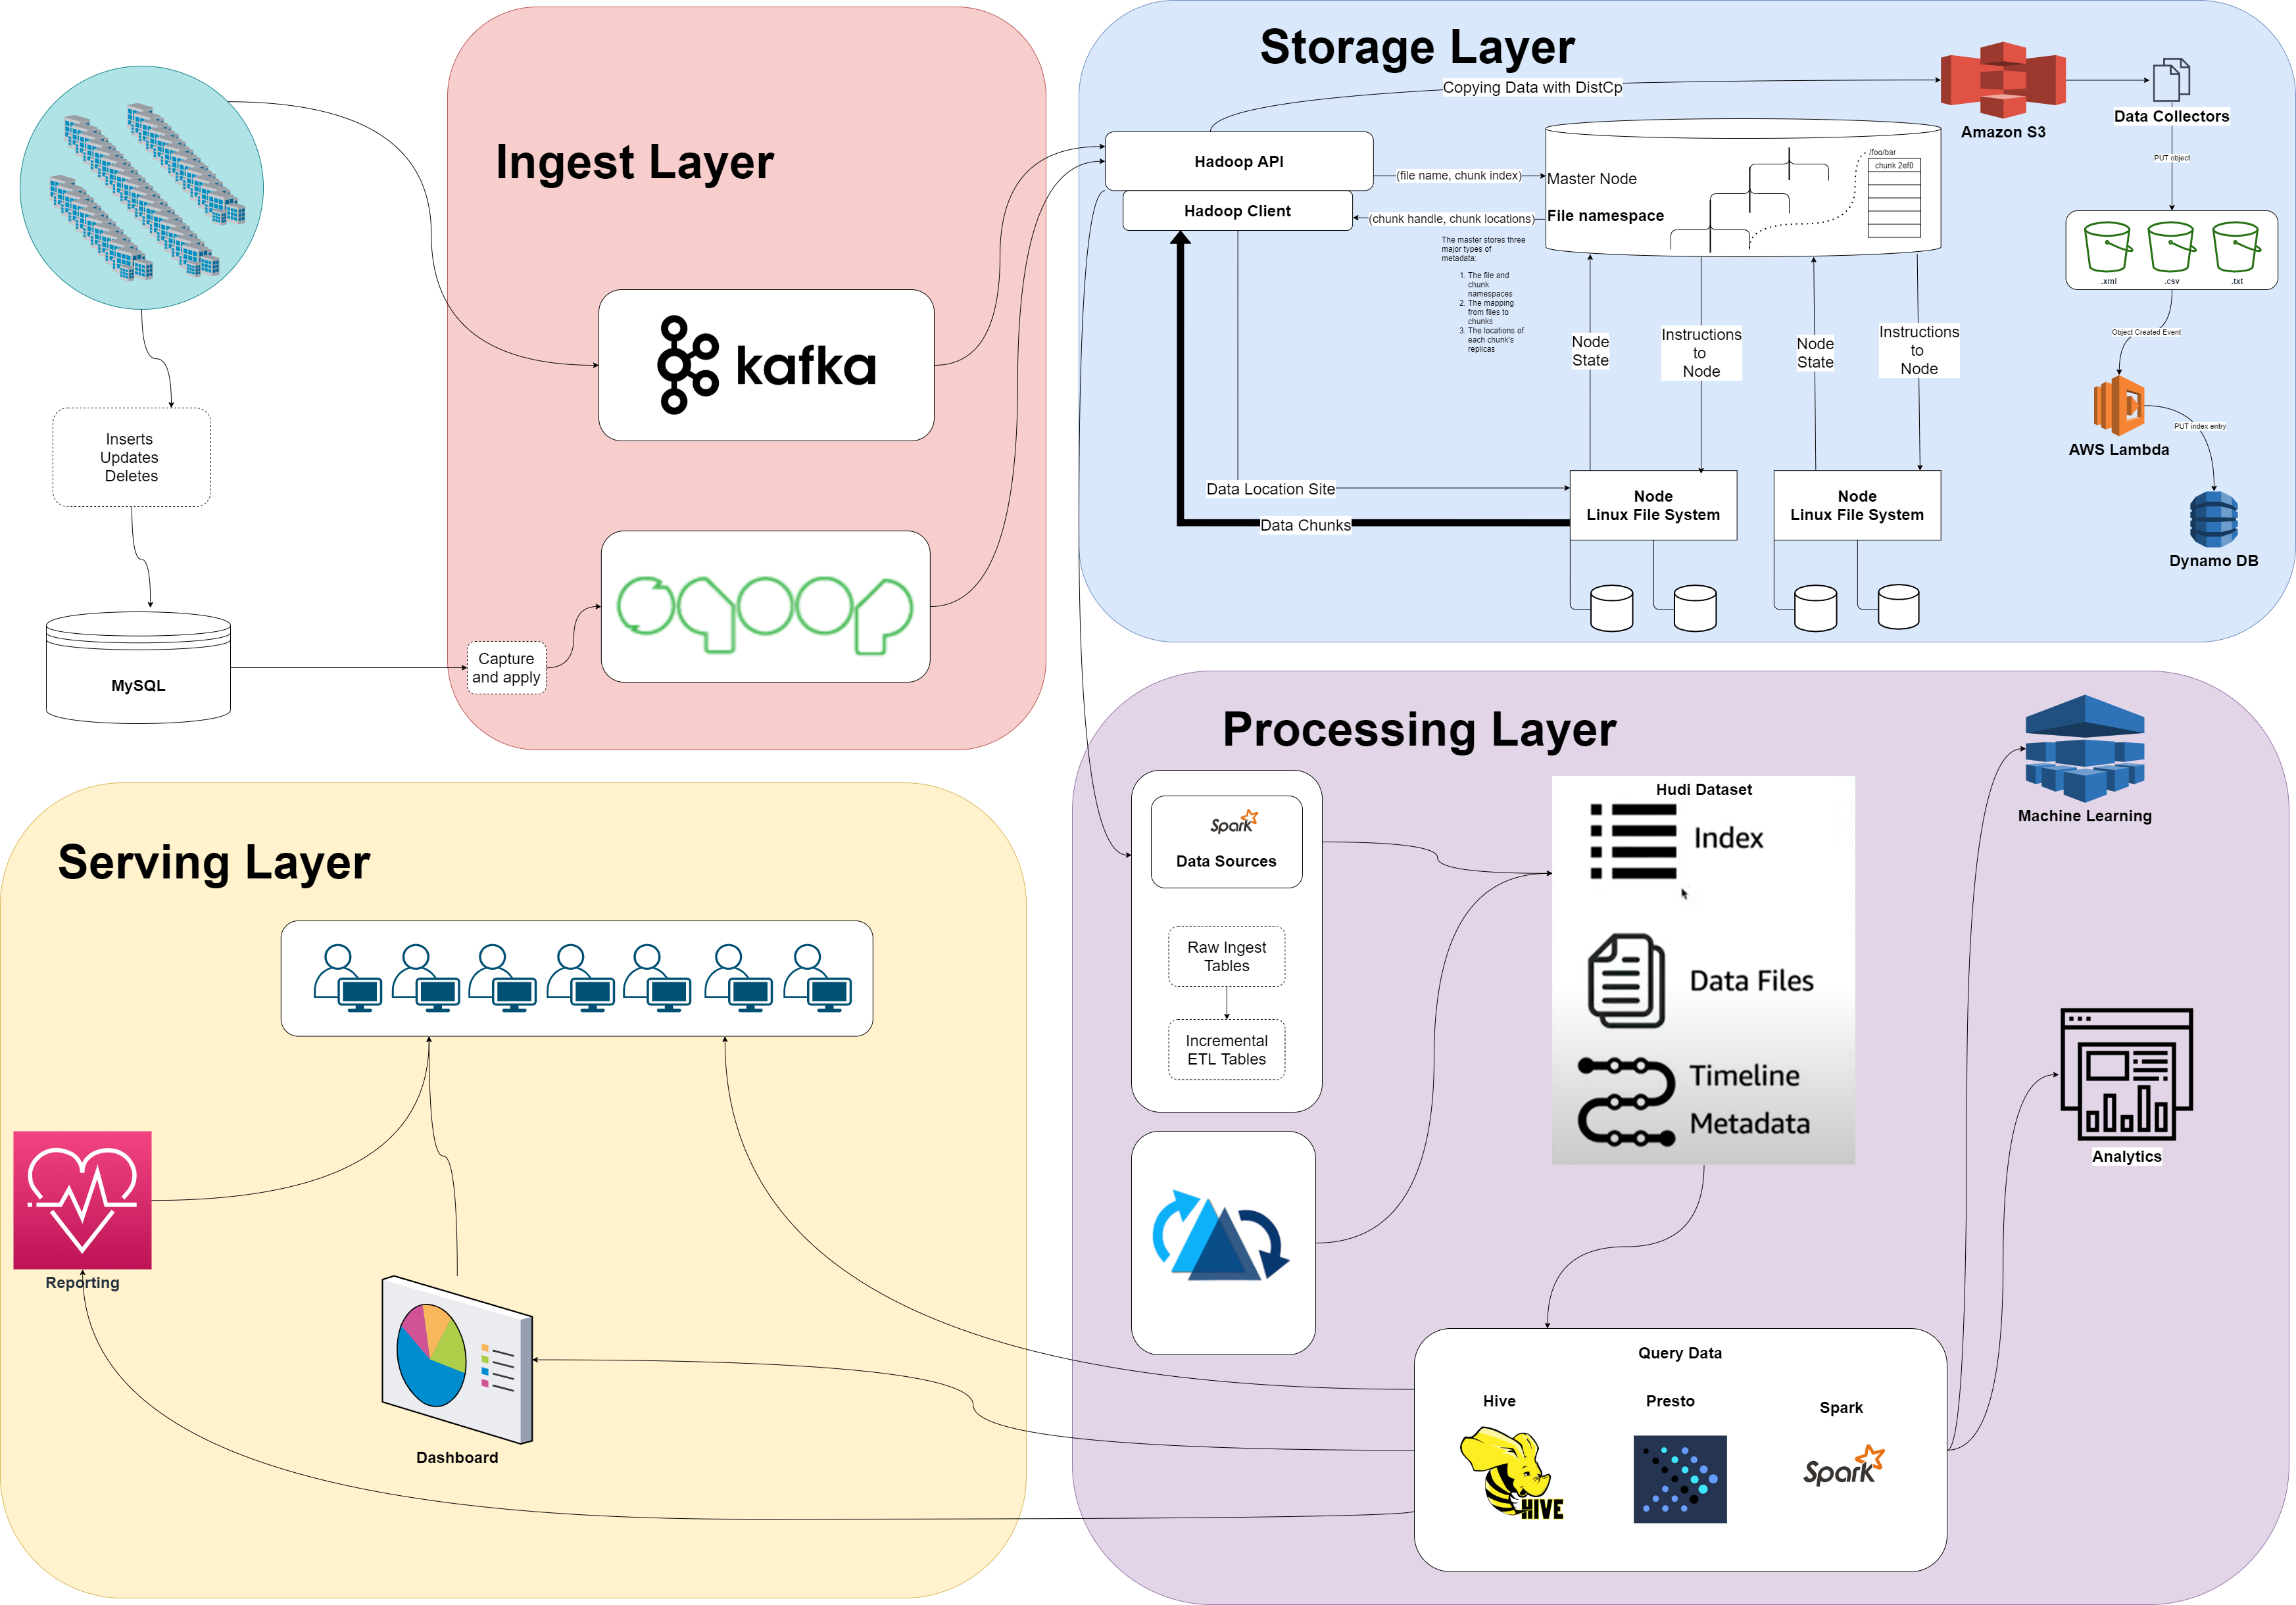 Ingest Layer
kafka
sqoop
Inserts
Updates
Deletes
MySQL
Capture
and apply
Storage Layer
Copying Data with DistCp
Amazon S3
Data Collectors
PUT object
.xml
.csv
.txt
Object Created Event
AWS Lambda
PUT index entry
Dynamo DB
Hadoop API
Hadoop Client
(file name, chunk index)
(chunk handle, chunk locations)
Master Node
File namespace
/foo/bar
chunk 2ef0
The master stores three
major types of
metadata:
1. The file and
chunk
namespaces
2. The mapping
from files to
chunks
3. The locations of
each chunk's
replicas
Node
State
Instructions
to
Node
Node
State
Instructions
to
Node
Data Location Site
Data Chunks
Node
Linux File System
Node
Linux File System
Processing Layer
Spark
Data Sources
Raw Ingest
Tables
Incremental
ETL Tables
Hudi Dataset
Index
Data Files
Timeline
Metadata
Machine Learning
Analytics
Query Data
Hive
Presto
Spark
HIVE
Spark
Serving Layer
Reporting
Dashboard